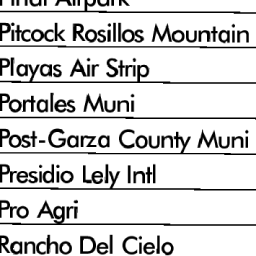 Pinal Airpark
Pitcock Rosillos Mountain
Playas Air Strip
Portales Muni
Post-Garza County Muni
Presidio Lely Intl
Pro Agri
Rancho Del Cielo